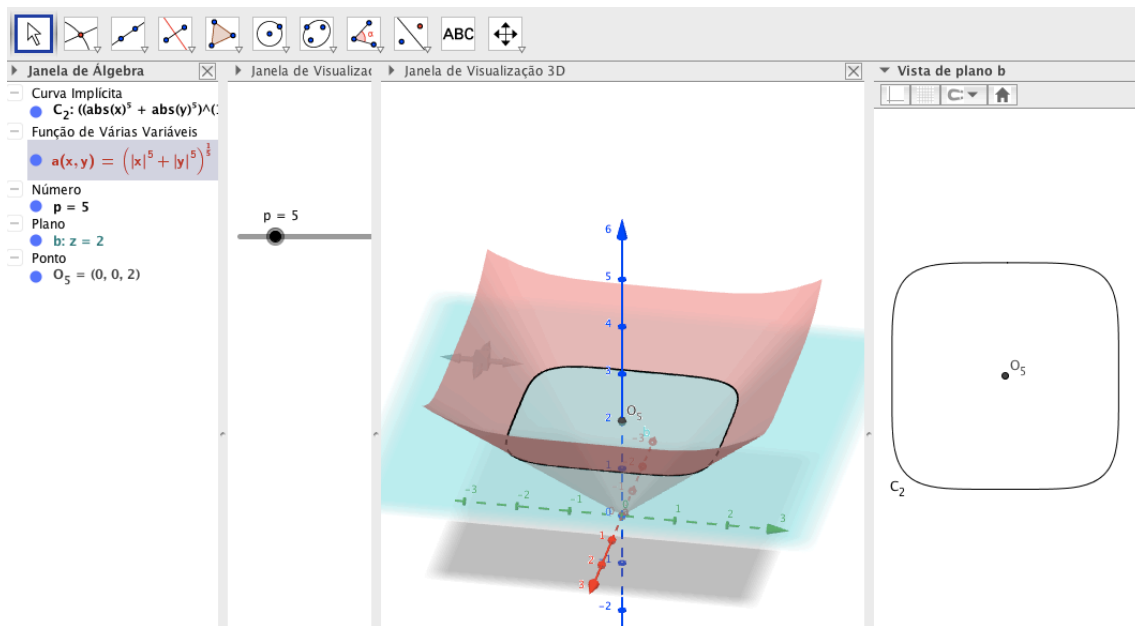 ABC
Janela de Álgebra
Janela de Visualizaç
Janela de Visualização 3D
Vista de plano b
Curva Implícita
C₂: ((abs(x)⁵ + abs(y)⁵)^(
Função de Várias Variáveis
a(x,y) = (|x|⁵ + |y|⁵)^(1/5)
Número
p = 5
Plano
b: z = 2
Ponto
O₅ = (0, 0, 2)
p = 5
6
5
4
3
2
O₅
1
0
-1
-2
-3
-2
-1
1
2
3
1
2
3
-3
O₅
C₂